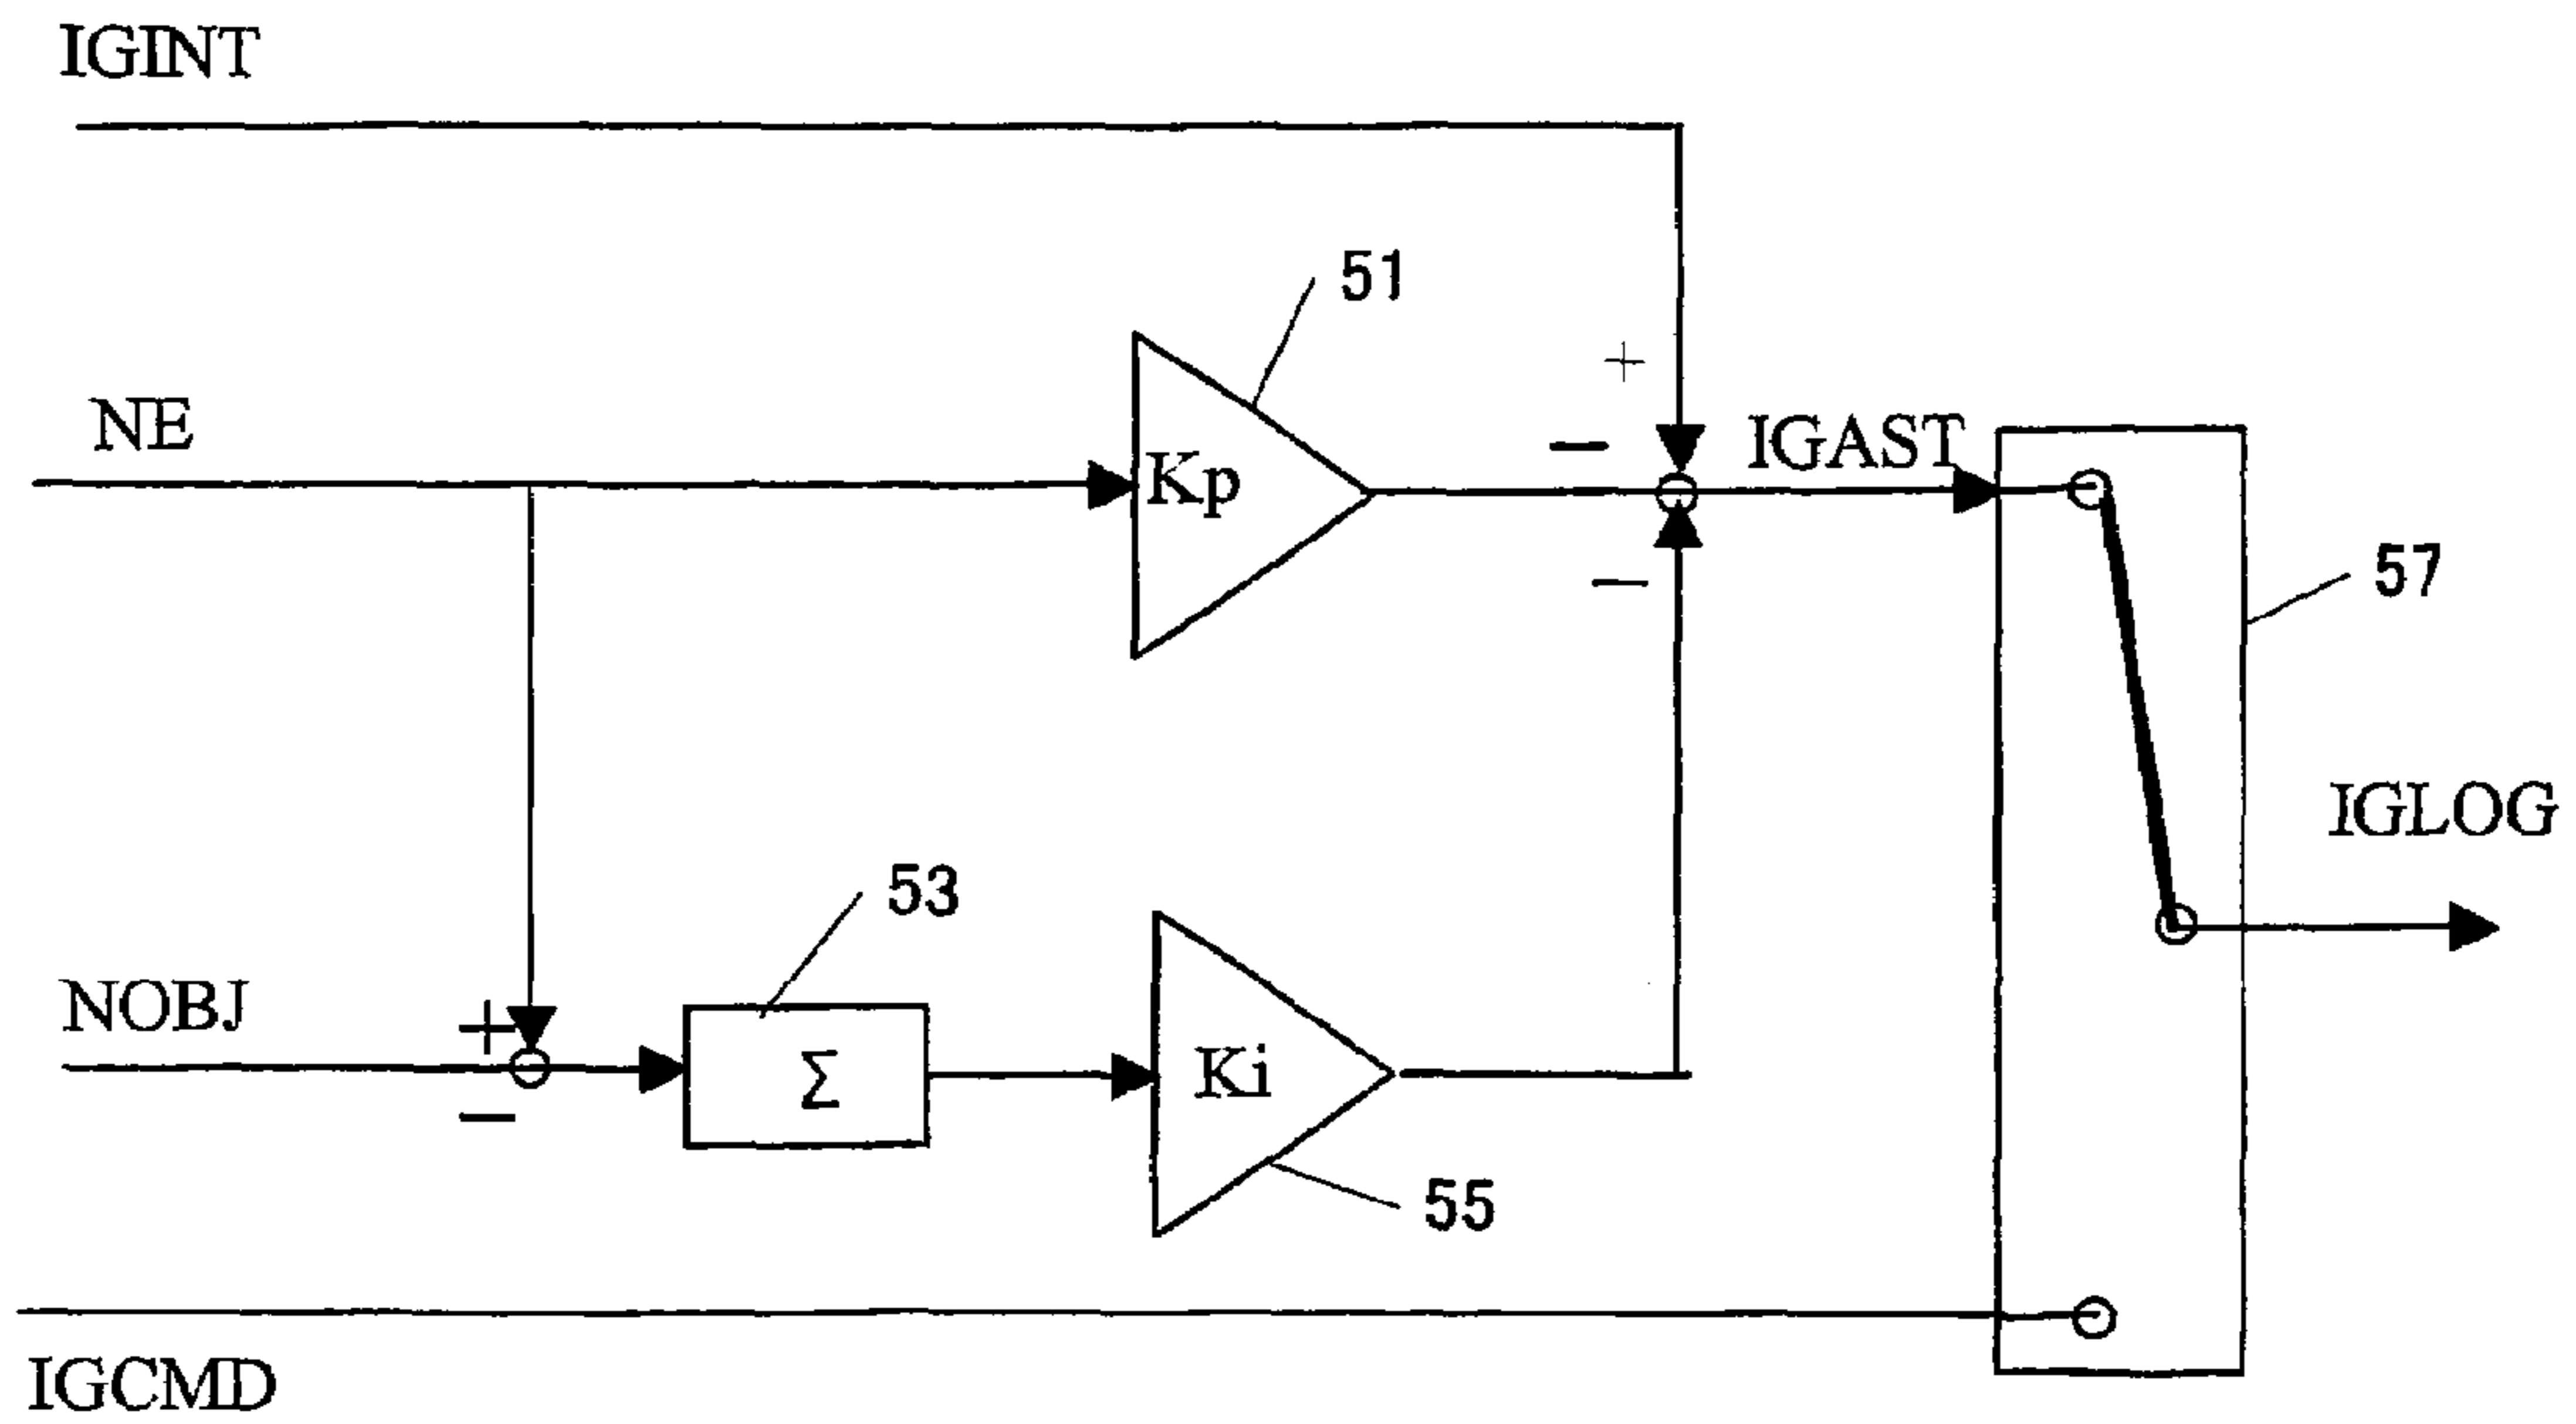 IGINT
51
+
NE
Kp
−
IGAST
−
57
IGLOG
53
NOBJ
+
Σ
Ki
−
55
IGCMD